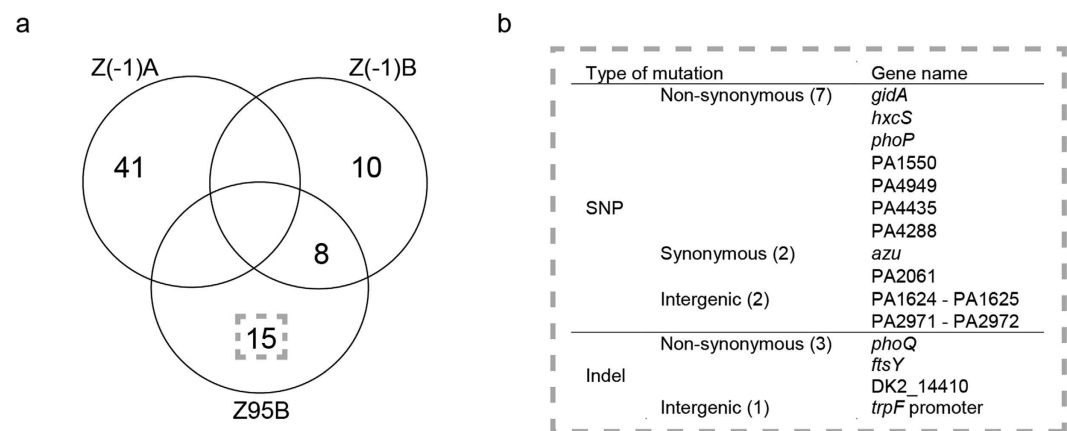 a
Z(-1)A
Z(-1)B
41
10
8
15
Z95B
b
Type of mutation Gene name
Non-synonymous (7) gidA
hxcS
phoP
PA1550
PA4949
SNP PA4435
PA4288
Synonymous (2) azu
PA2061
Intergenic (2) PA1624 - PA1625
PA2971 - PA2972
Non-synonymous (3) phoQ
Indel ftsY
DK2_14410
Intergenic (1) trpF promoter